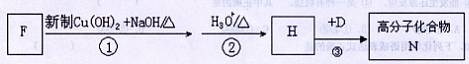 F
新制Cu(OH)₂+NaOH/△
①
H₃O⁺/△
②
H
+D
③
高分子化合物
N